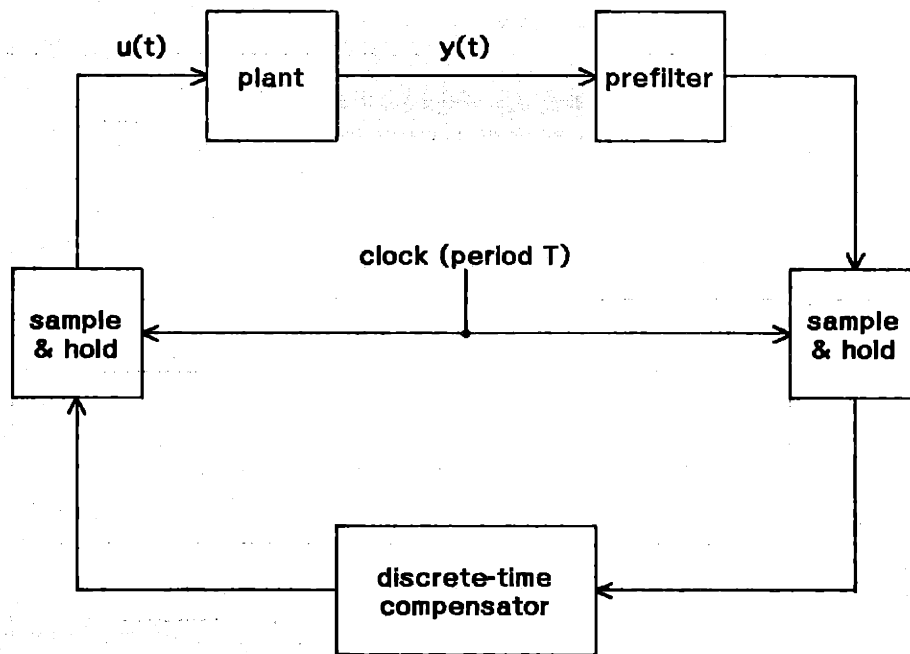 u(t)
plant
y(t)
prefilter
clock (period T)
sample
& hold
sample
& hold
discrete-time
compensator